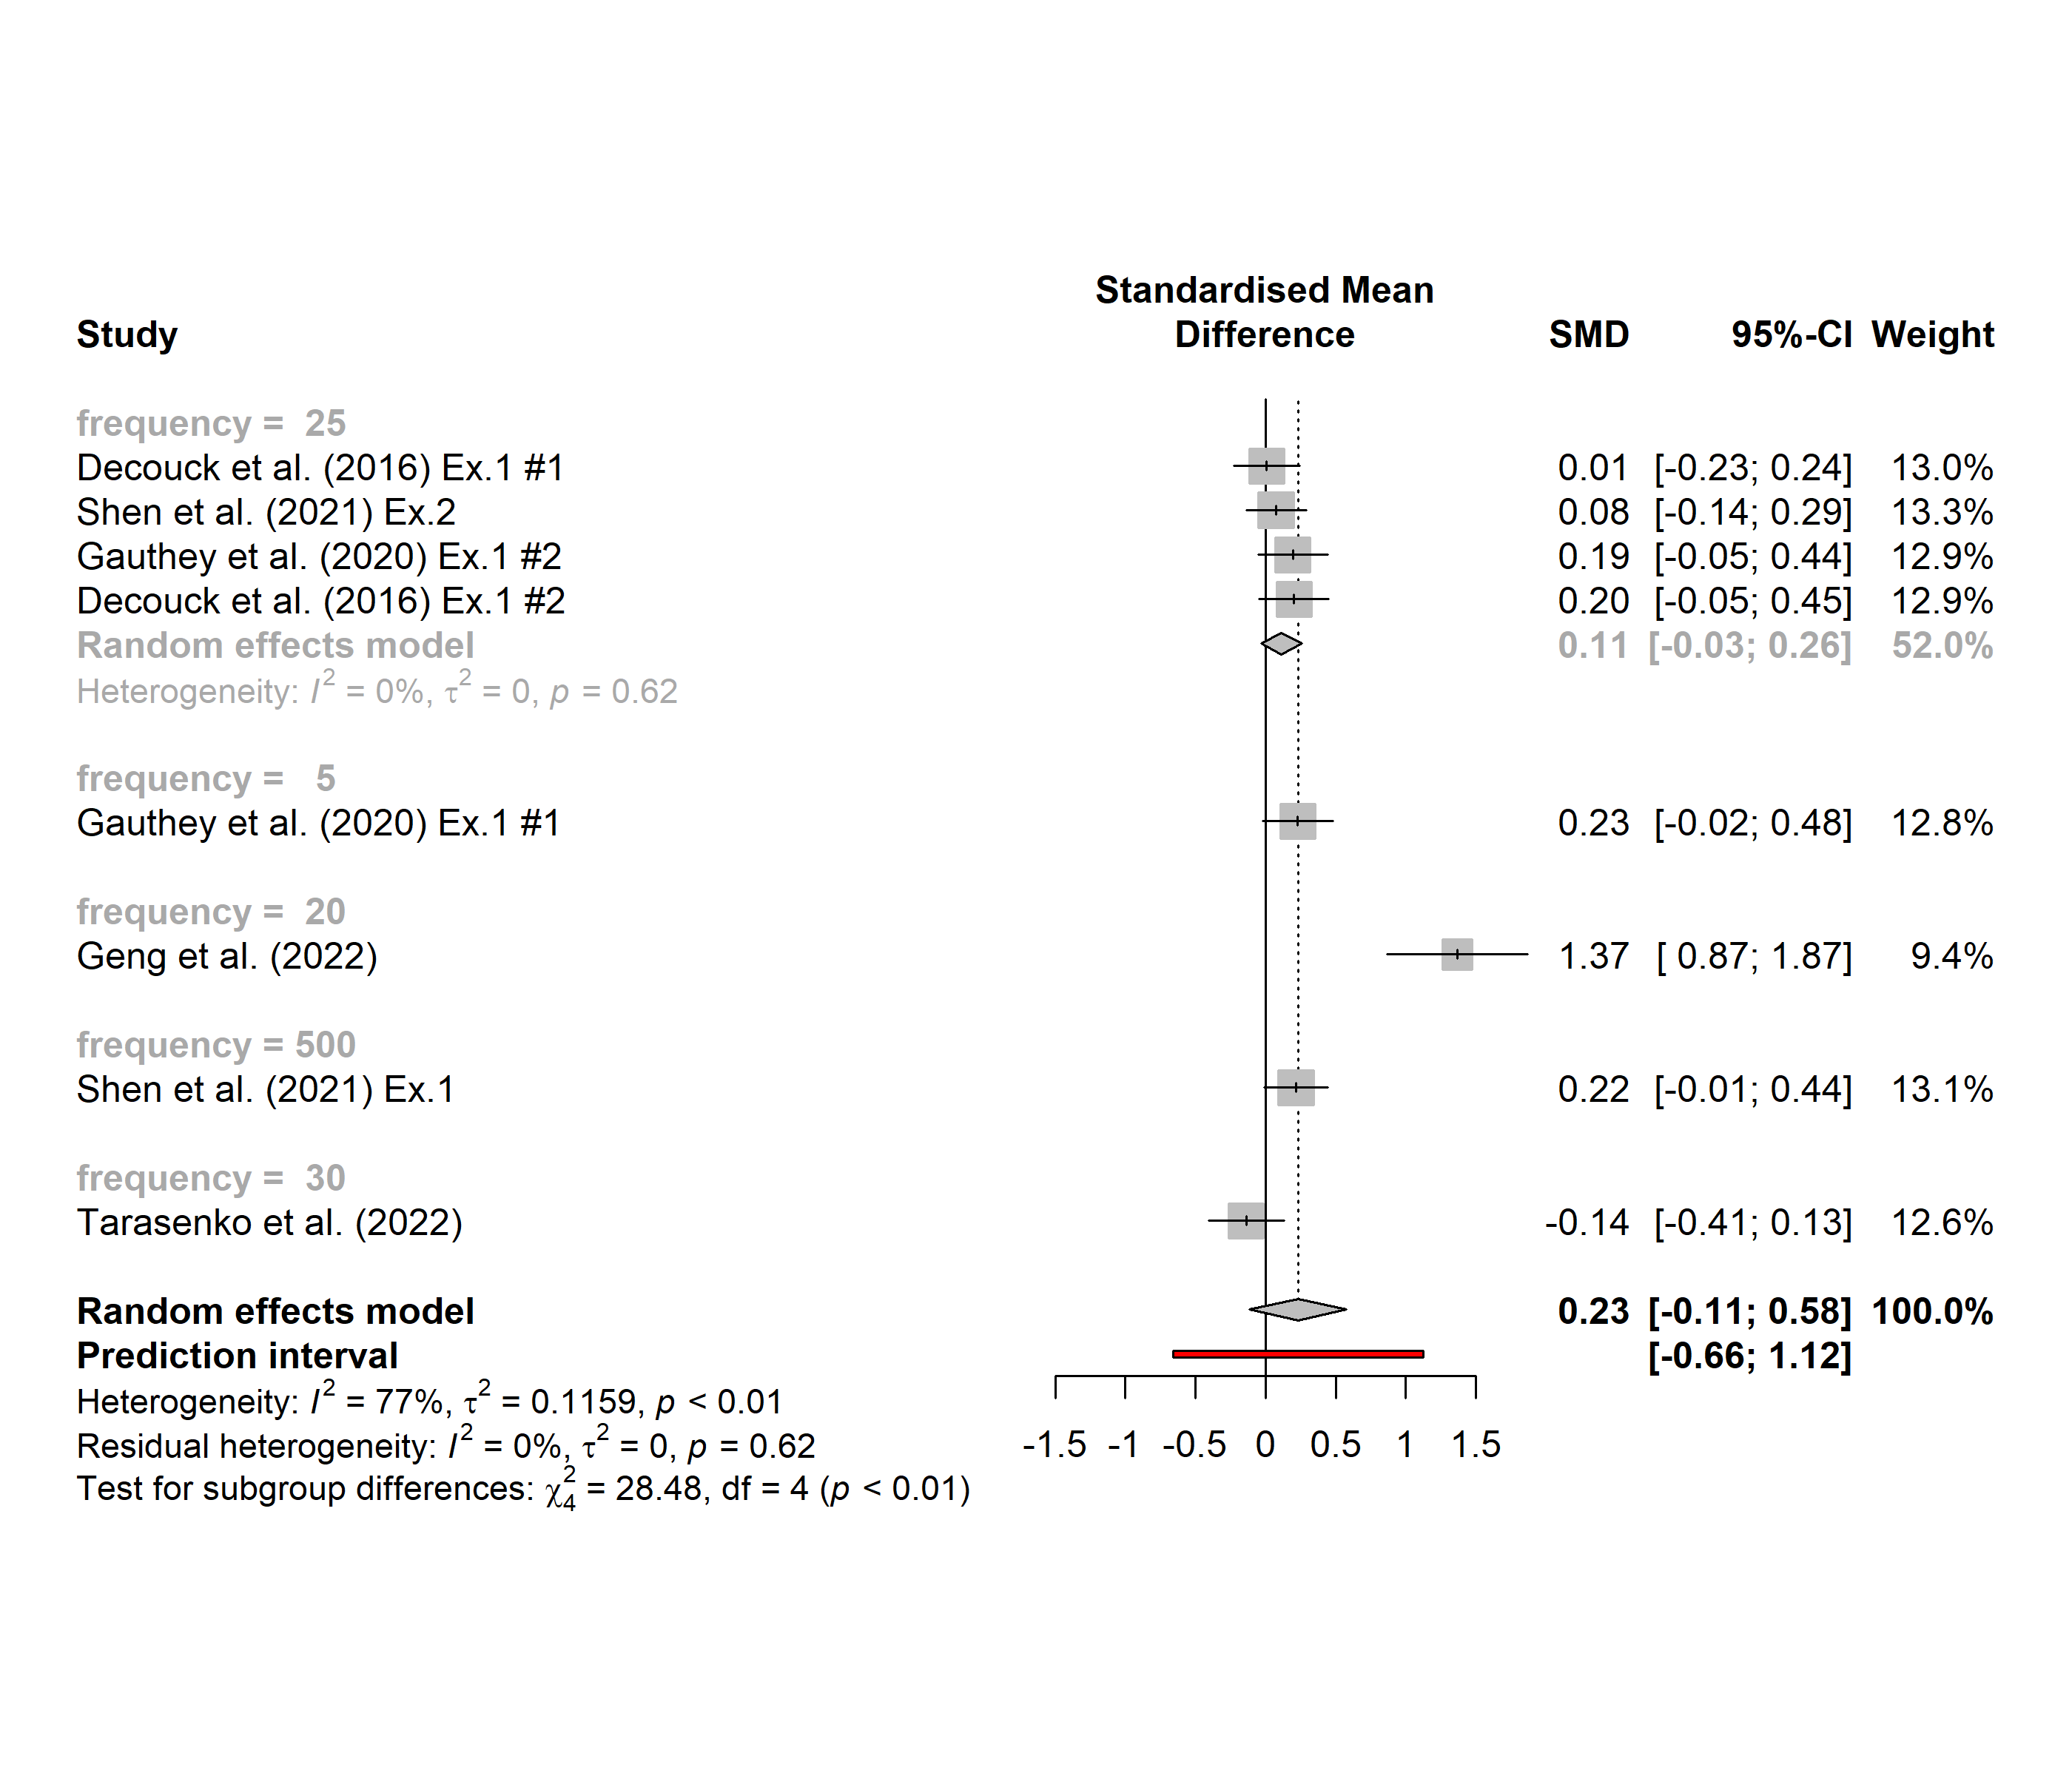 Standardised Mean
Study Difference SMD 95%-CI Weight
frequency = 25
Decouck et al. (2016) Ex.1 #1 0.01 [-0.23; 0.24] 13.0%
Shen et al. (2021) Ex.2 0.08 [-0.14; 0.29] 13.3%
Gauthey et al. (2020) Ex.1 #2 0.19 [-0.05; 0.44] 12.9%
Decouck et al. (2016) Ex.1 #2 0.20 [-0.05; 0.45] 12.9%
Random effects model 0.11 [-0.03; 0.26] 52.0%
Heterogeneity: I² = 0%, τ² = 0, p = 0.62
frequency = 5
Gauthey et al. (2020) Ex.1 #1 0.23 [-0.02; 0.48] 12.8%
frequency = 20
Geng et al. (2022) 1.37 [ 0.87; 1.87] 9.4%
frequency = 500
Shen et al. (2021) Ex.1 0.22 [-0.01; 0.44] 13.1%
frequency = 30
Tarasenko et al. (2022) -0.14 [-0.41; 0.13] 12.6%
Random effects model 0.23 [-0.11; 0.58] 100.0%
Prediction interval [-0.66; 1.12]
Heterogeneity: I² = 77%, τ² = 0.1159, p < 0.01
Residual heterogeneity: I² = 0%, τ² = 0, p = 0.62
-1.5 -1 -0.5 0 0.5 1 1.5
Test for subgroup differences: χ²₄ = 28.48, df = 4 (p < 0.01)